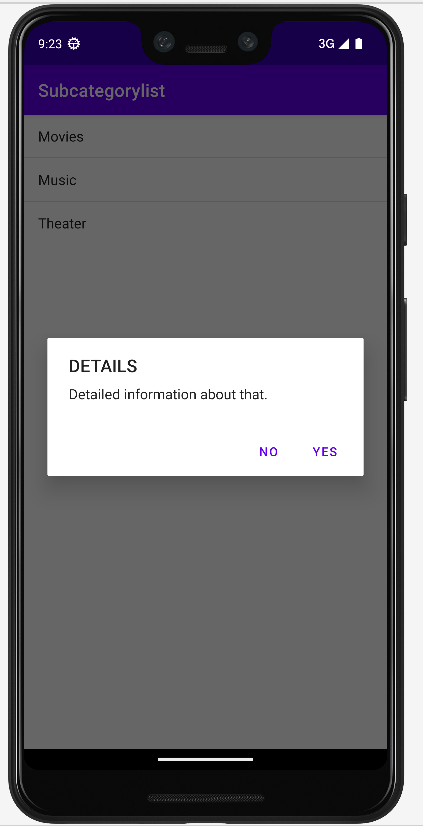 9:23 3G
Subcategorylist
Movies
Music
Theater
DETAILS
Detailed information about that.
NO YES